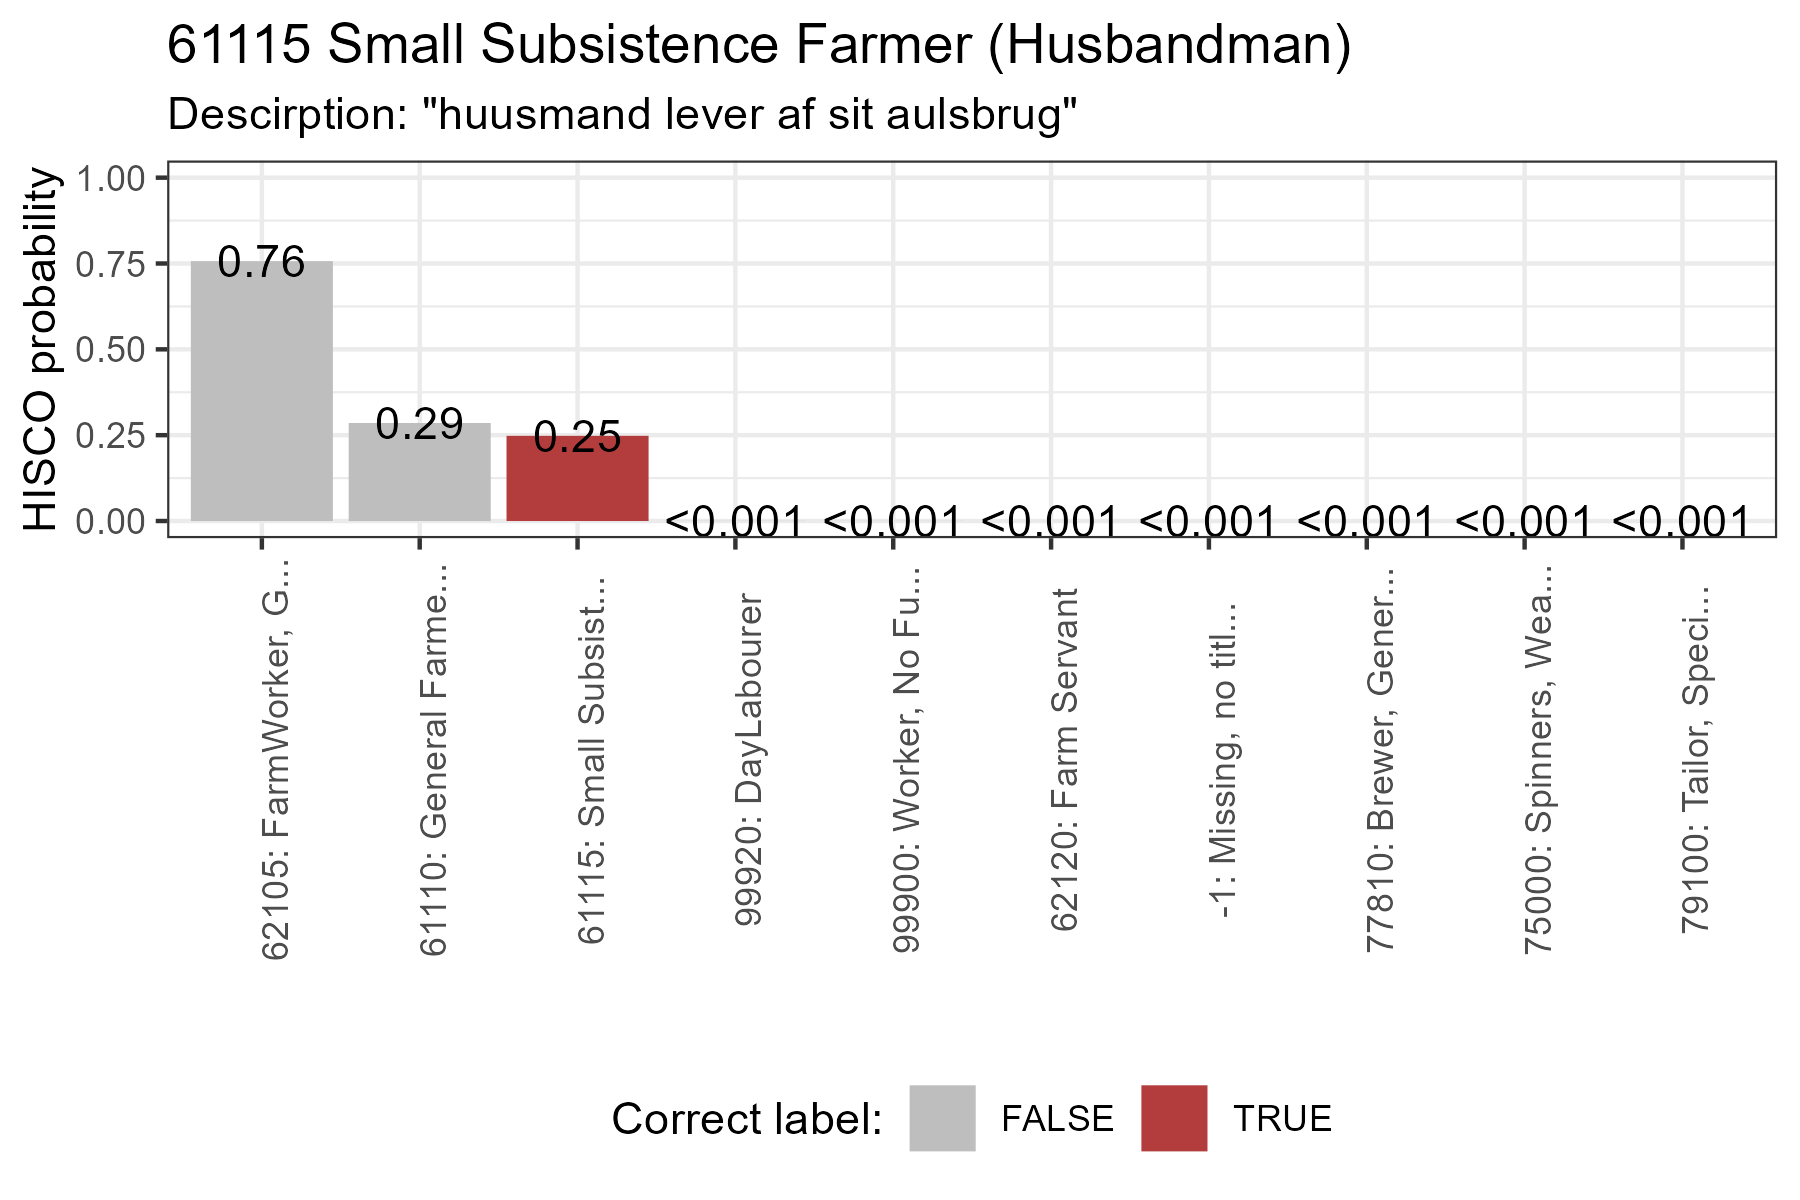 61115 Small Subsistence Farmer (Husbandman)
Descirption: "huusmand lever af sit aulsbrug"
HISCO probability
1.00
0.75
0.50
0.25
0.00
0.76
0.29
0.25
<0.001
<0.001
<0.001
<0.001
<0.001
<0.001
<0.001
62105: FarmWorker, G...
61110: General Farme...
61115: Small Subsist...
99920: DayLabourer
99900: Worker, No Fu...
62120: Farm Servant
-1: Missing, no titl...
77810: Brewer, Gener...
75000: Spinners, Wea...
79100: Tailor, Speci...
Correct label: FALSE TRUE